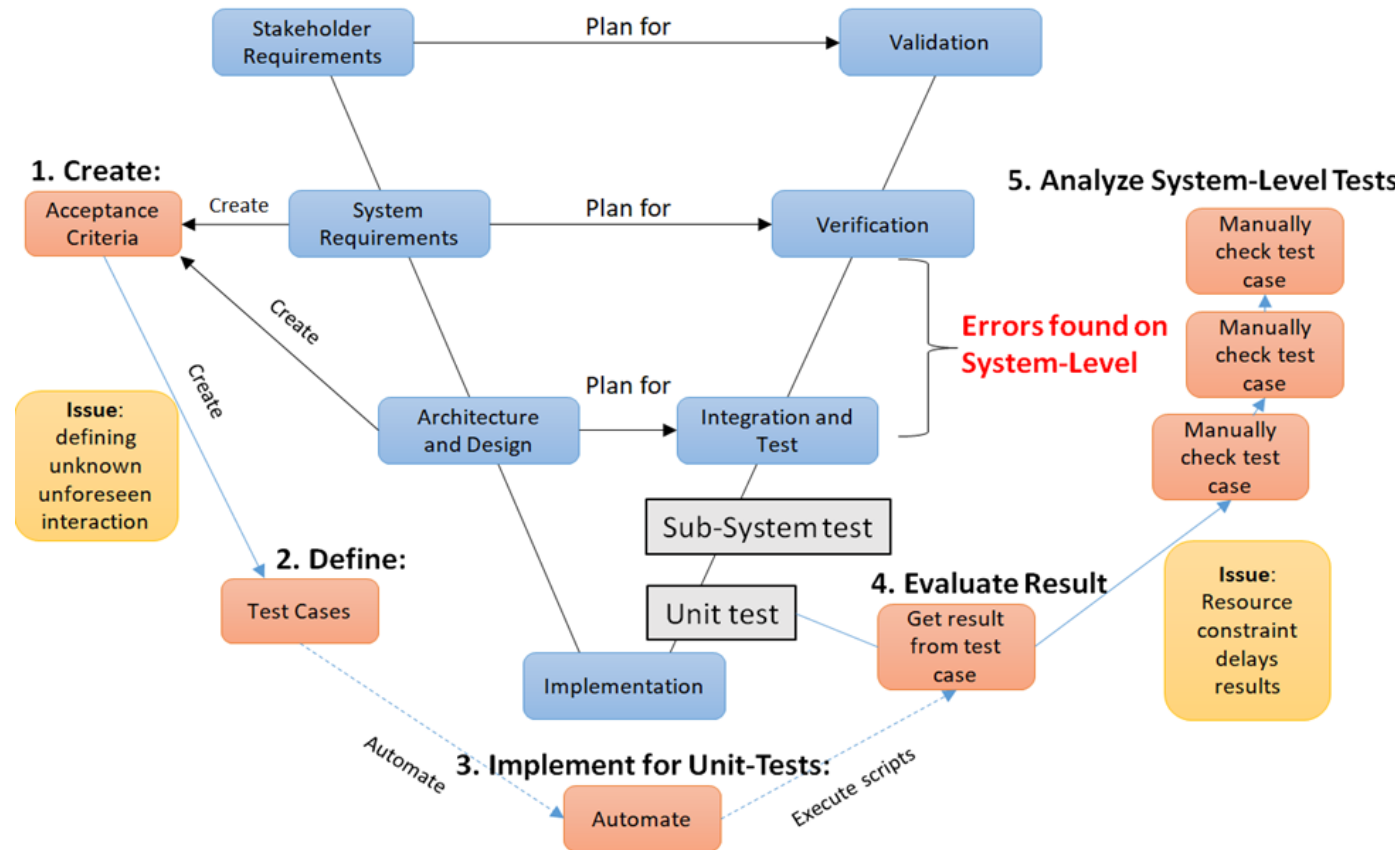 Stakeholder
Requirements
Plan for
Validation
1. Create:
Acceptance
Criteria
Create
System
Requirements
Plan for
Verification
5. Analyze System-Level Tests
Manually
check test
case
Manually
check test
case
Manually
check test
case
Errors found on
System-Level
Create
Create
Issue:
defining
unknown
unforeseen
interaction
Architecture
and Design
Plan for
Integration and
Test
Sub-System test
2. Define:
Test Cases
Unit test
4. Evaluate Result
Get result
from test
case
Issue:
Resource
constraint
delays
results
Implementation
Automate
3. Implement for Unit-Tests:
Automate
Execute scripts